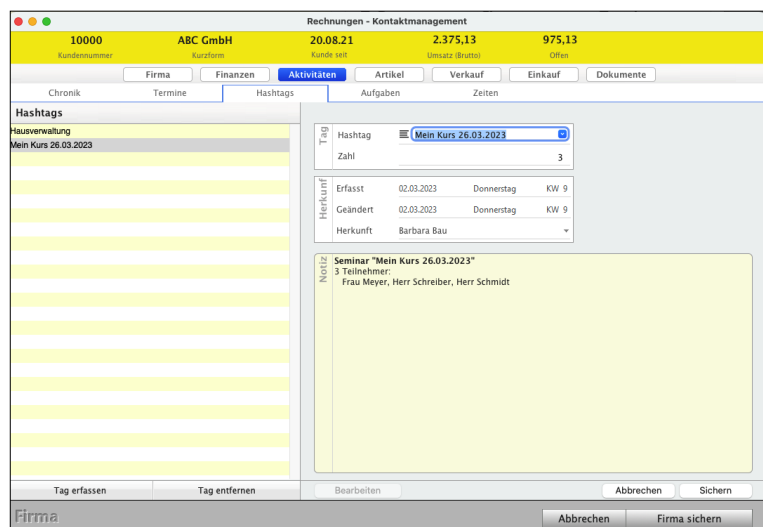 Rechnungen - Kontaktmanagement
10000 ABC GmbH 20.08.21 2.375,13 975,13
Kundennummer Kurzform Kunde seit Umsatz (Brutto) Offen
Firma Finanzen Aktivitäten Artikel Verkauf Einkauf Dokumente
Chronik Termine Hashtags Aufgaben Zeiten
Hashtags
Hausverwaltung
Mein Kurs 26.03.2023
Tag
Hashtag Mein Kurs 26.03.2023
Zahl 3
Herkunf
Erfasst 02.03.2023 Donnerstag KW 9
Geändert 02.03.2023 Donnerstag KW 9
Herkunft Barbara Bau
Notiz
Seminar "Mein Kurs 26.03.2023"
3 Teilnehmer:
Frau Meyer, Herr Schreiber, Herr Schmidt
Tag erfassen Tag entfernen Bearbeiten Abbrechen Sichern
Firma Abbrechen Firma sichern